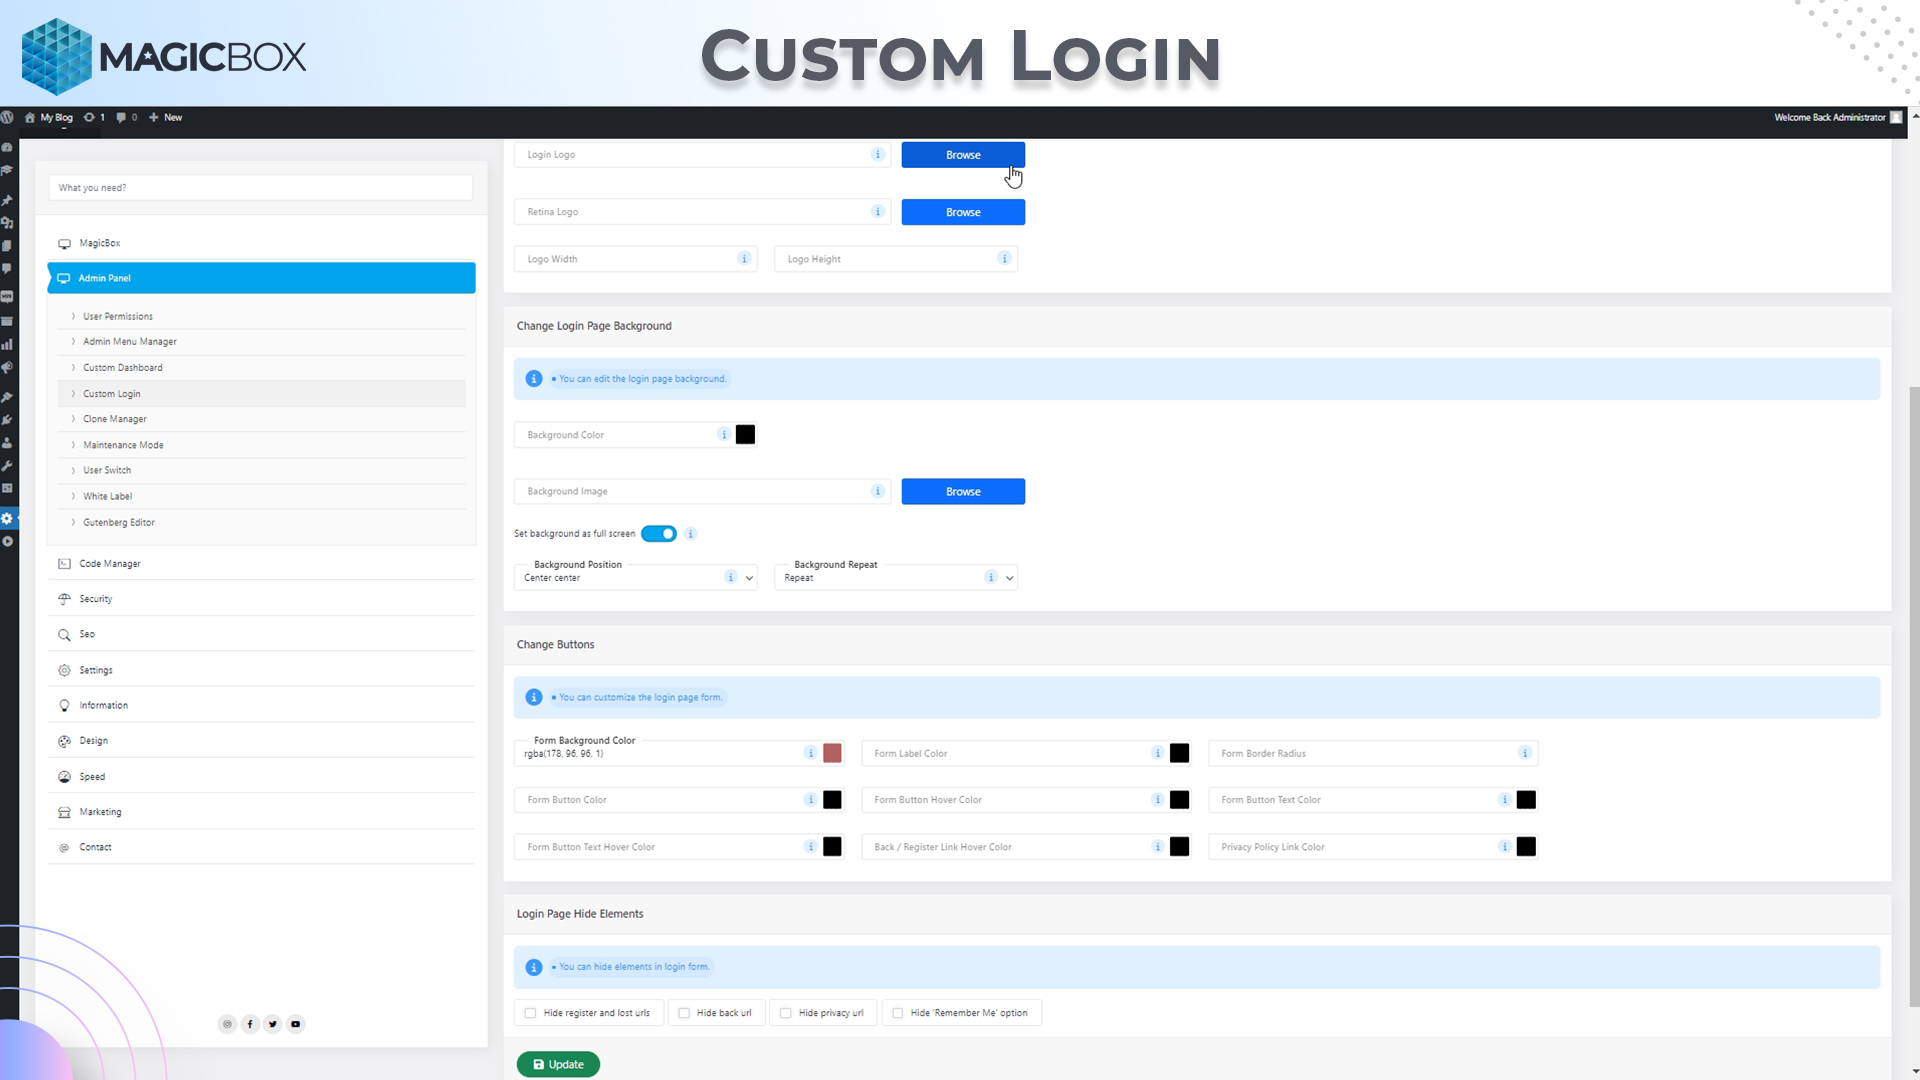 MAGICBOX
CUSTOM LOGIN
My Blog 1 0 New
Welcome Back Administrator
What you need?
MagicBox
Admin Panel
User Permissions
Admin Menu Manager
Custom Dashboard
Custom Login
Clone Manager
Maintenance Mode
User Switch
White Label
Gutenberg Editor
Code Manager
Security
Seo
Settings
Information
Design
Speed
Marketing
Contact
Login Logo
Browse
Retina Logo
Browse
Logo Width
Logo Height
Change Login Page Background
You can edit the login page background.
Background Color
Background Image
Browse
Set background as full screen
Background Position
Center center
Background Repeat
Repeat
Change Buttons
You can customize the login page form.
Form Background Color
rgba(178, 96, 96, 1)
Form Label Color
Form Border Radius
Form Button Color
Form Button Hover Color
Form Button Text Color
Form Button Text Hover Color
Back / Register Link Hover Color
Privacy Policy Link Color
Login Page Hide Elements
You can hide elements in login form.
Hide register and lost urls
Hide back url
Hide privacy url
Hide 'Remember Me' option
Update